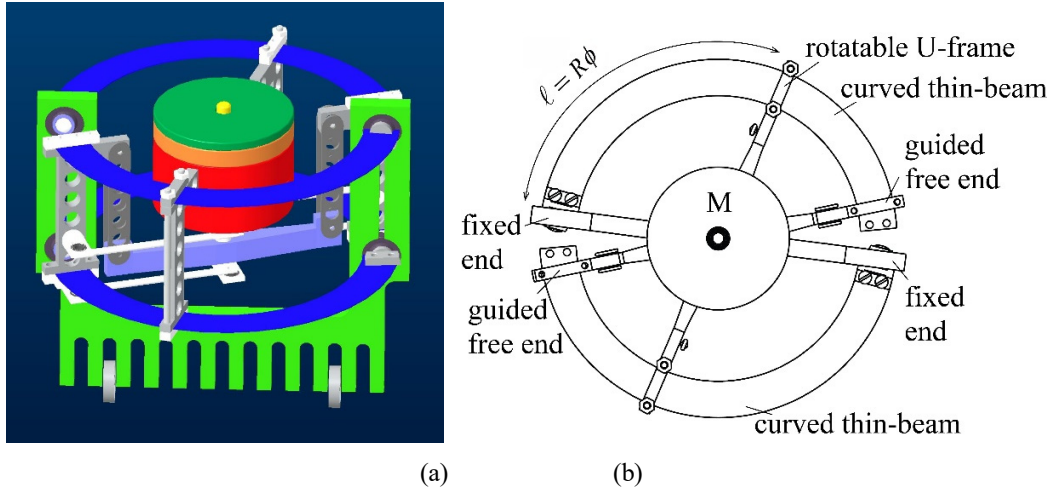 ℓ = Rϕ
rotatable U-frame
curved thin-beam
guided
free end
M
fixed
end
guided
free end
fixed
end
curved thin-beam
(a) (b)